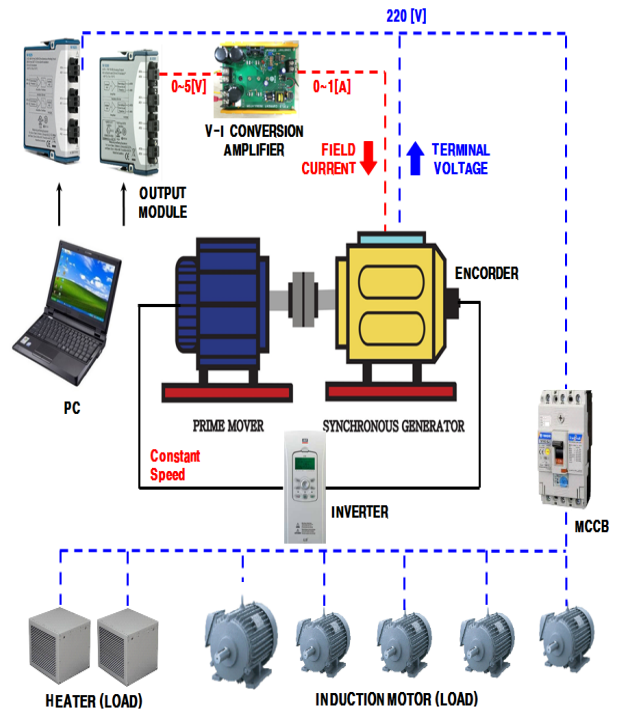 220 [V]
0~5[V]
0~1[A]
V-I CONVERSION
AMPLIFIER
FIELD
CURRENT
TERMINAL
VOLTAGE
OUTPUT
MODULE
ENCORDER
PC
PRIME MOVER
SYNCHRONOUS GENERATOR
Constant
Speed
INVERTER
MCCB
HEATER (LOAD)
INDUCTION MOTOR (LOAD)